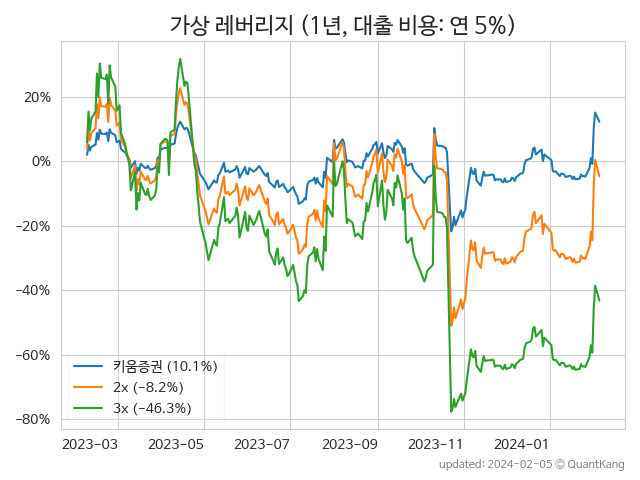 가상 레버리지 (1년, 대출 비용: 연 5%)
20%
0%
−20%
−40%
−60%
−80%
키움증권 (10.1%)
2x (−8.2%)
3x (−46.3%)
2023-03 2023-05 2023-07 2023-09 2023-11 2024-01
updated: 2024-02-05 © QuantKang